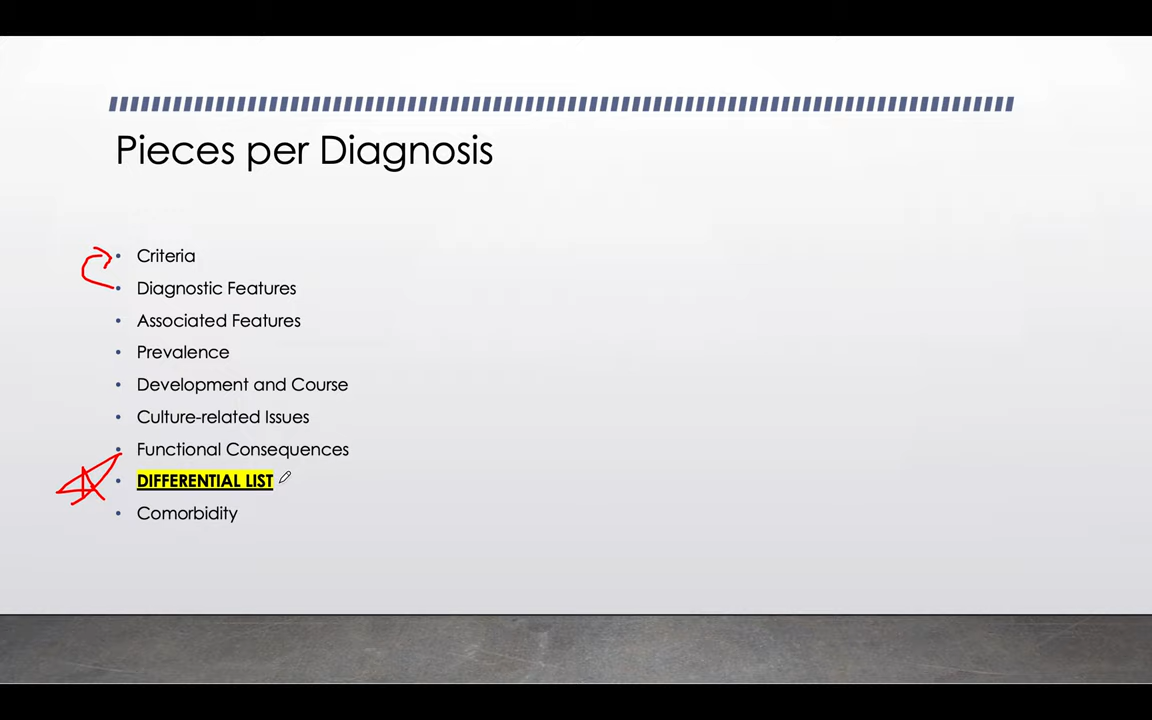 Pieces per Diagnosis
• Criteria
• Diagnostic Features
• Associated Features
• Prevalence
• Development and Course
• Culture-related Issues
• Functional Consequences
• DIFFERENTIAL LIST
• Comorbidity